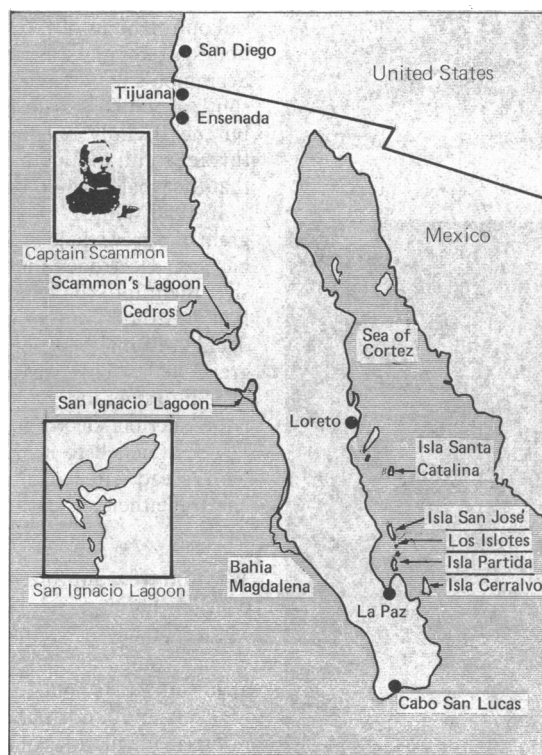 San Diego
United States
Tijuana
Ensenada
Captain Scammon
Mexico
Scammon's Lagoon
Cedros
Sea of
Cortez
San Ignacio Lagoon
Loreto
Isla Santa
Catalina
Isla San José
Los Islotes
Isla Partida
Bahia
Magdalena
Isla Cerralvo
San Ignacio Lagoon
La Paz
Cabo San Lucas